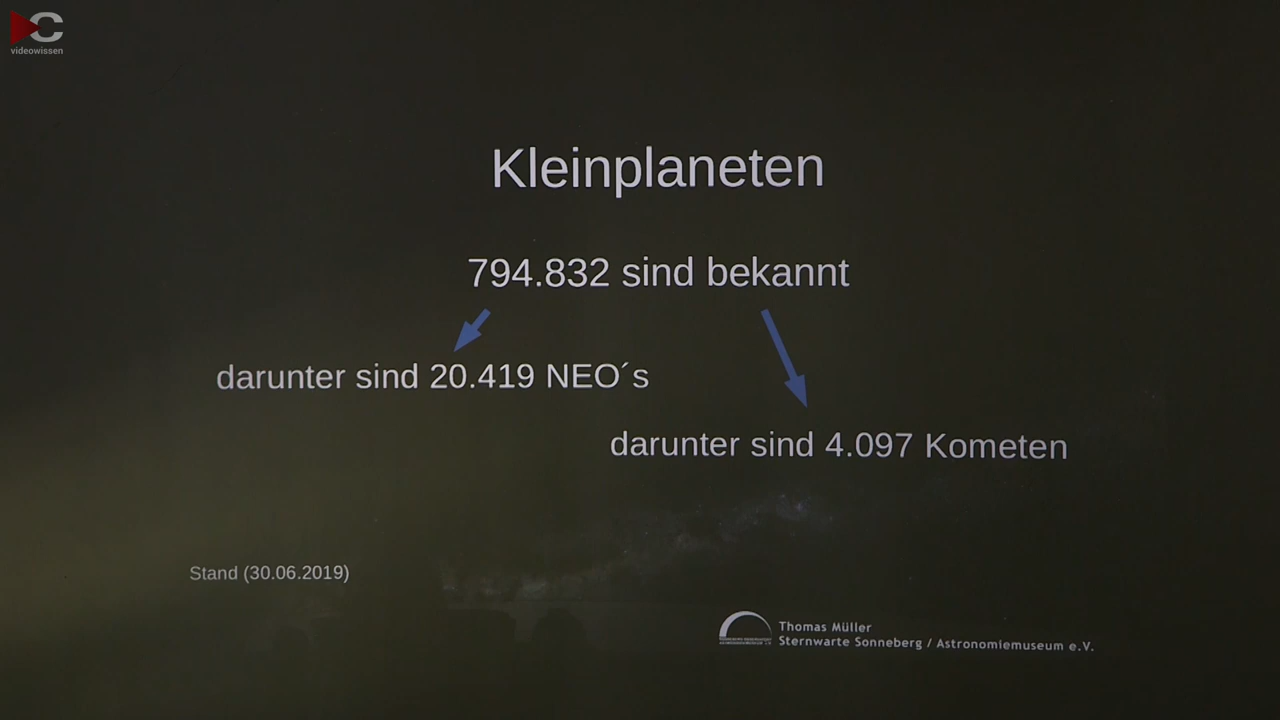 videowissen
Kleinplaneten
794.832 sind bekannt
darunter sind 20.419 NEO´s
darunter sind 4.097 Kometen
Stand (30.06.2019)
Thomas Müller
Sternwarte Sonneberg / Astronomiemuseum e.V.